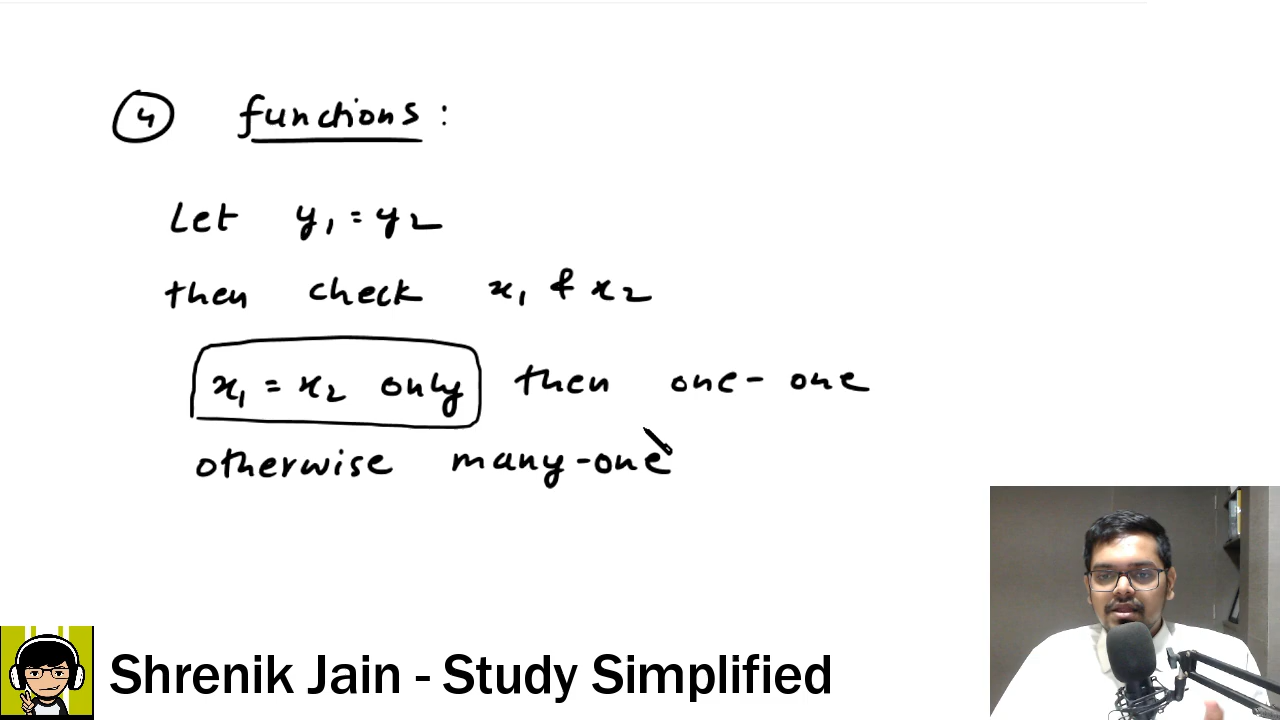 4 functions:
Let y₁ = y₂
then check x₁ & x₂
x₁ = x₂ only then one-one
otherwise many-one
Shrenik Jain - Study Simplified